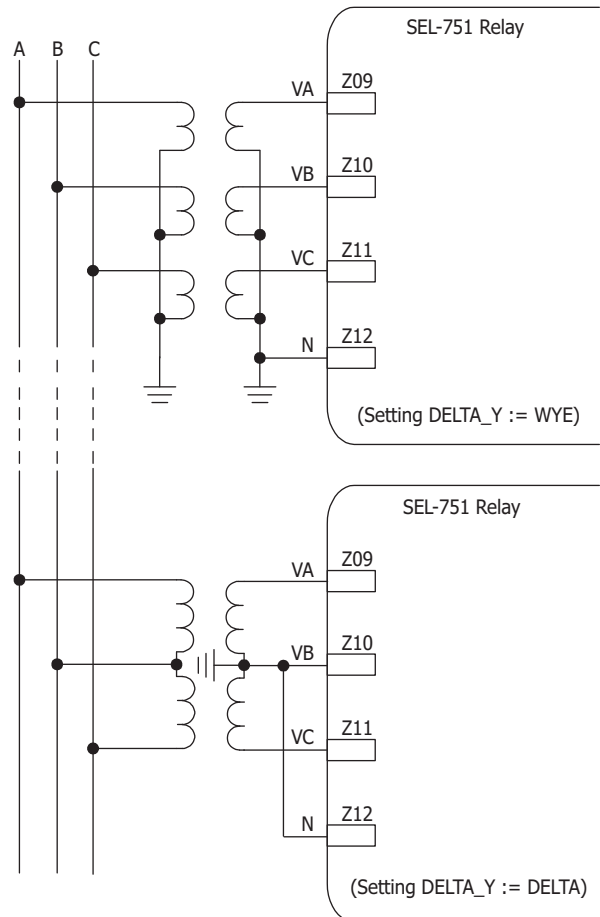 SEL-751 Relay
A B C
VA Z09
VB Z10
VC Z11
N Z12
(Setting DELTA_Y := WYE)
SEL-751 Relay
VA Z09
VB Z10
VC Z11
N Z12
(Setting DELTA_Y := DELTA)